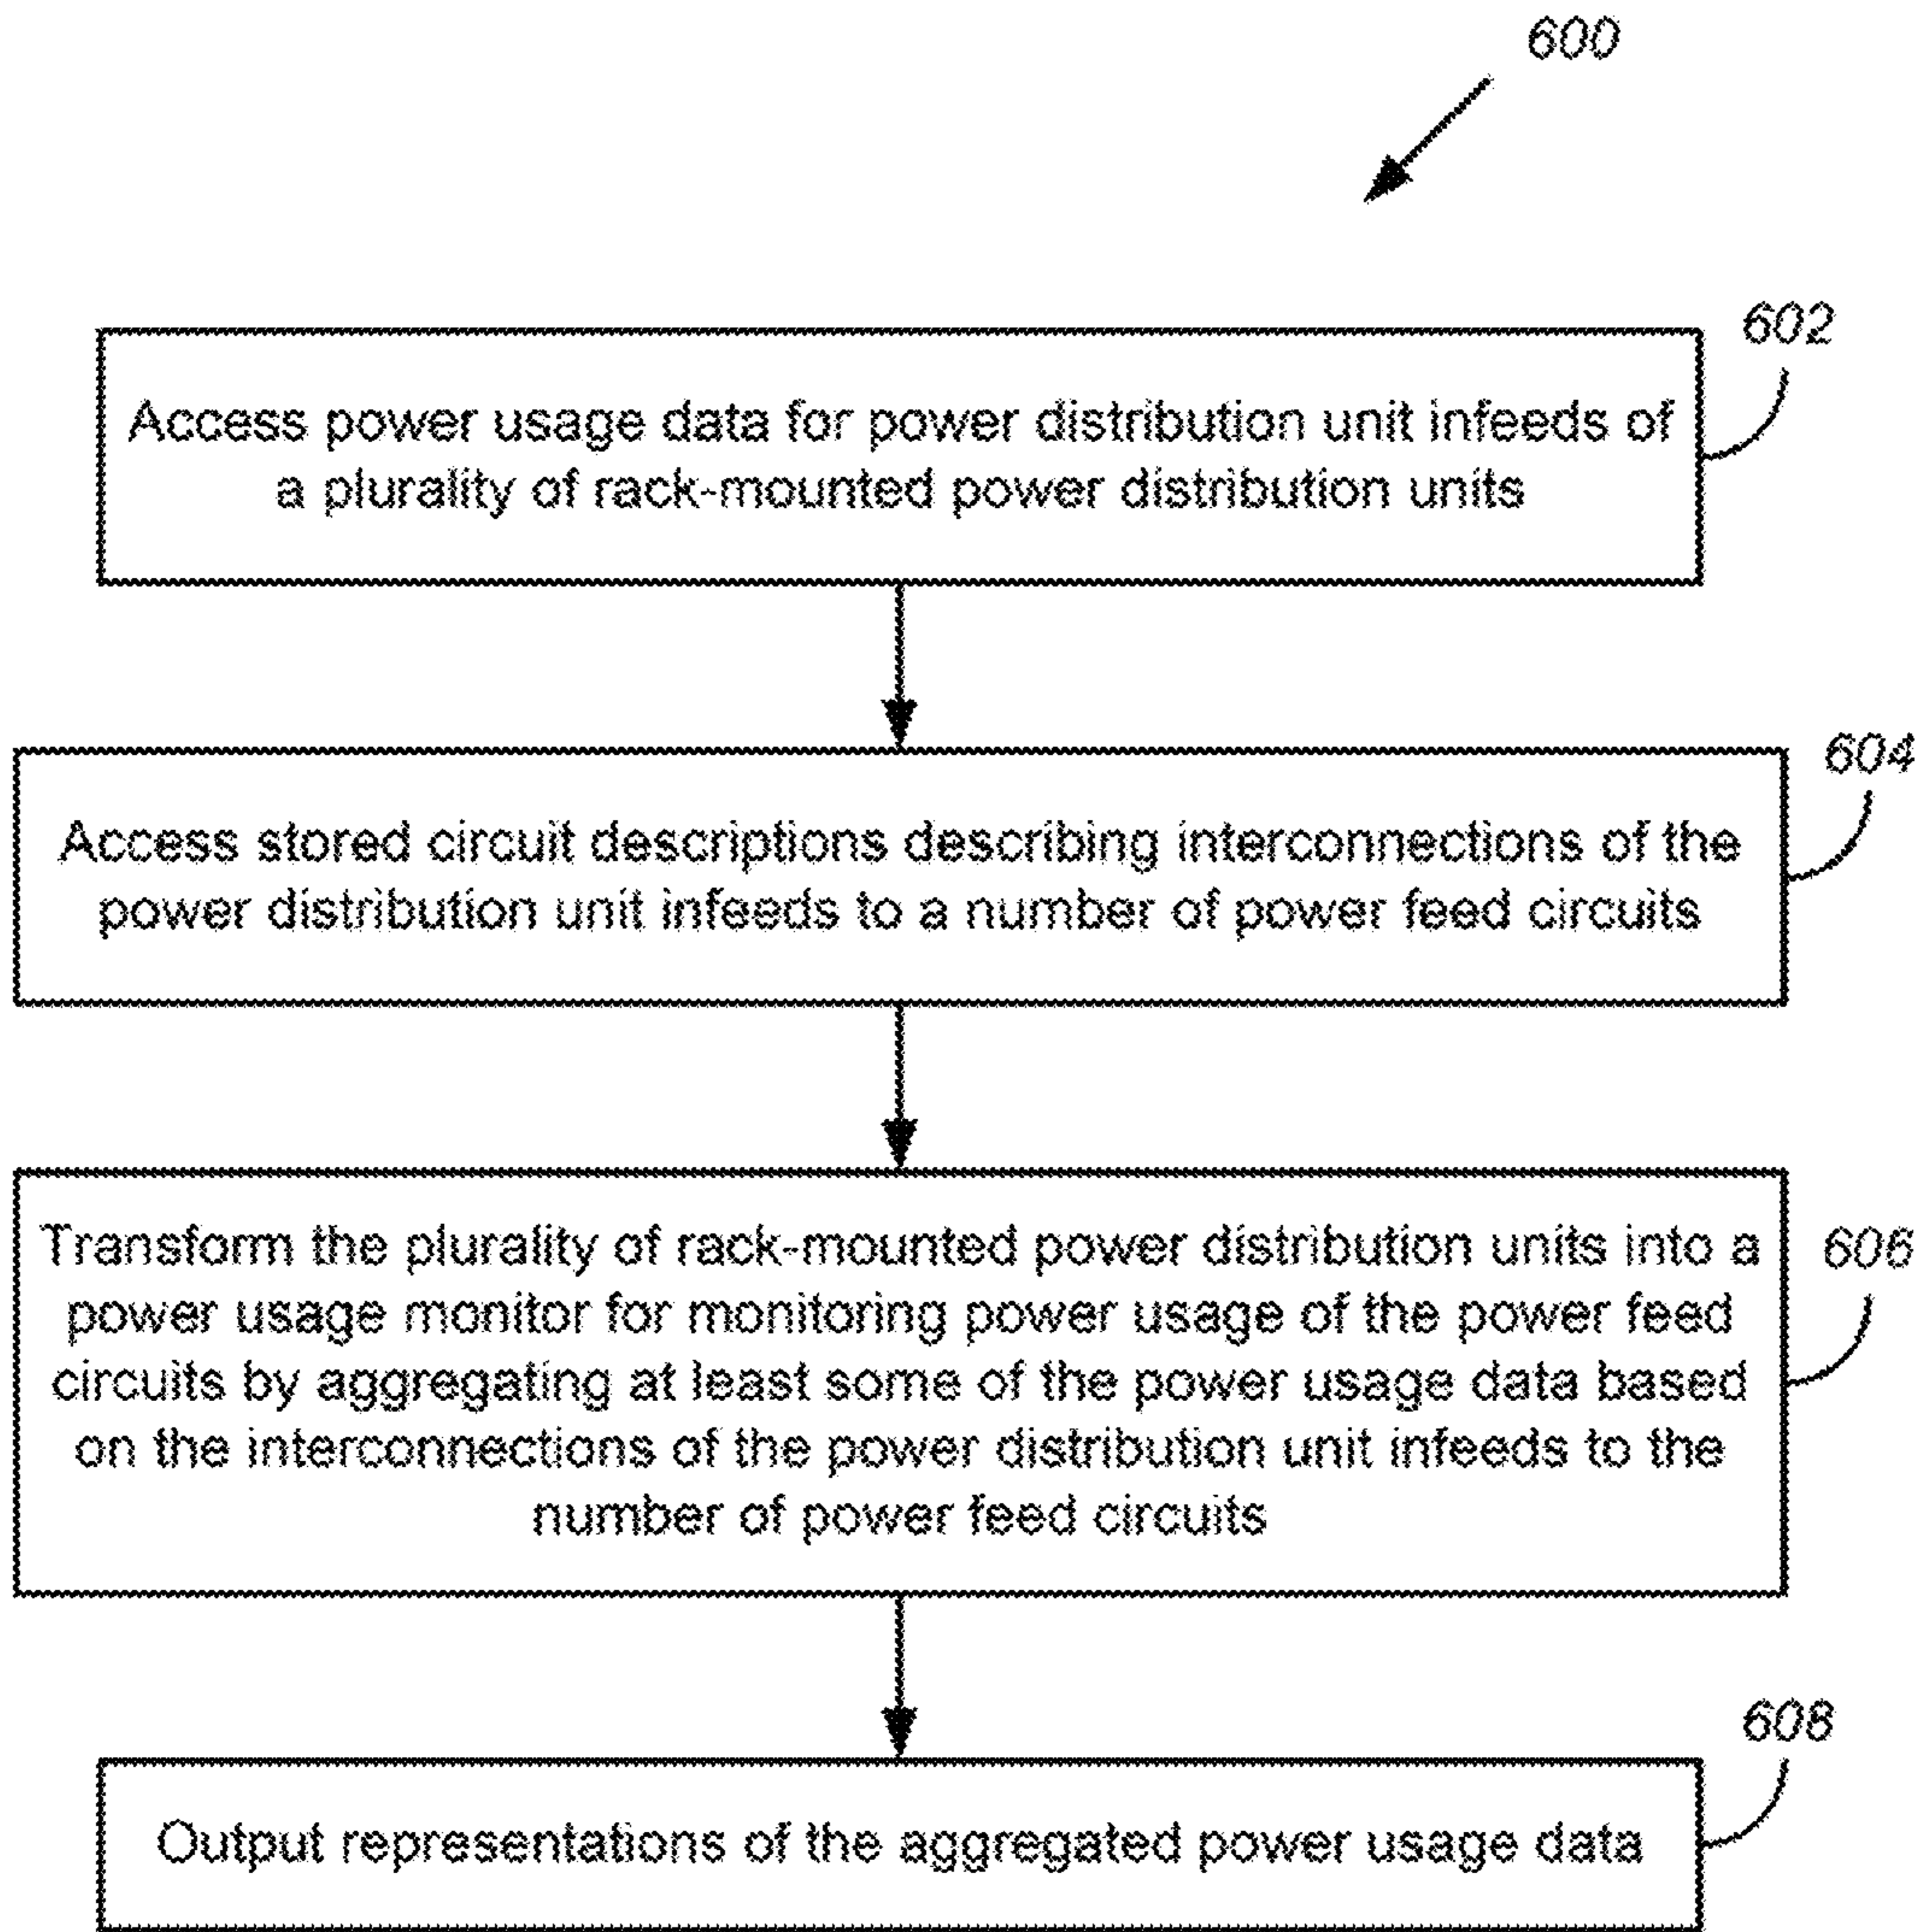 600
602
Access power usage data for power distribution unit infeeds of
a plurality of rack-mounted power distribution units
604
Access stored circuit descriptions describing interconnections of the
power distribution unit infeeds to a number of power feed circuits
606
Transform the plurality of rack-mounted power distribution units into a
power usage monitor for monitoring power usage of the power feed
circuits by aggregating at least some of the power usage data based
on the interconnections of the power distribution unit infeeds to the
number of power feed circuits
608
Output representations of the aggregated power usage data